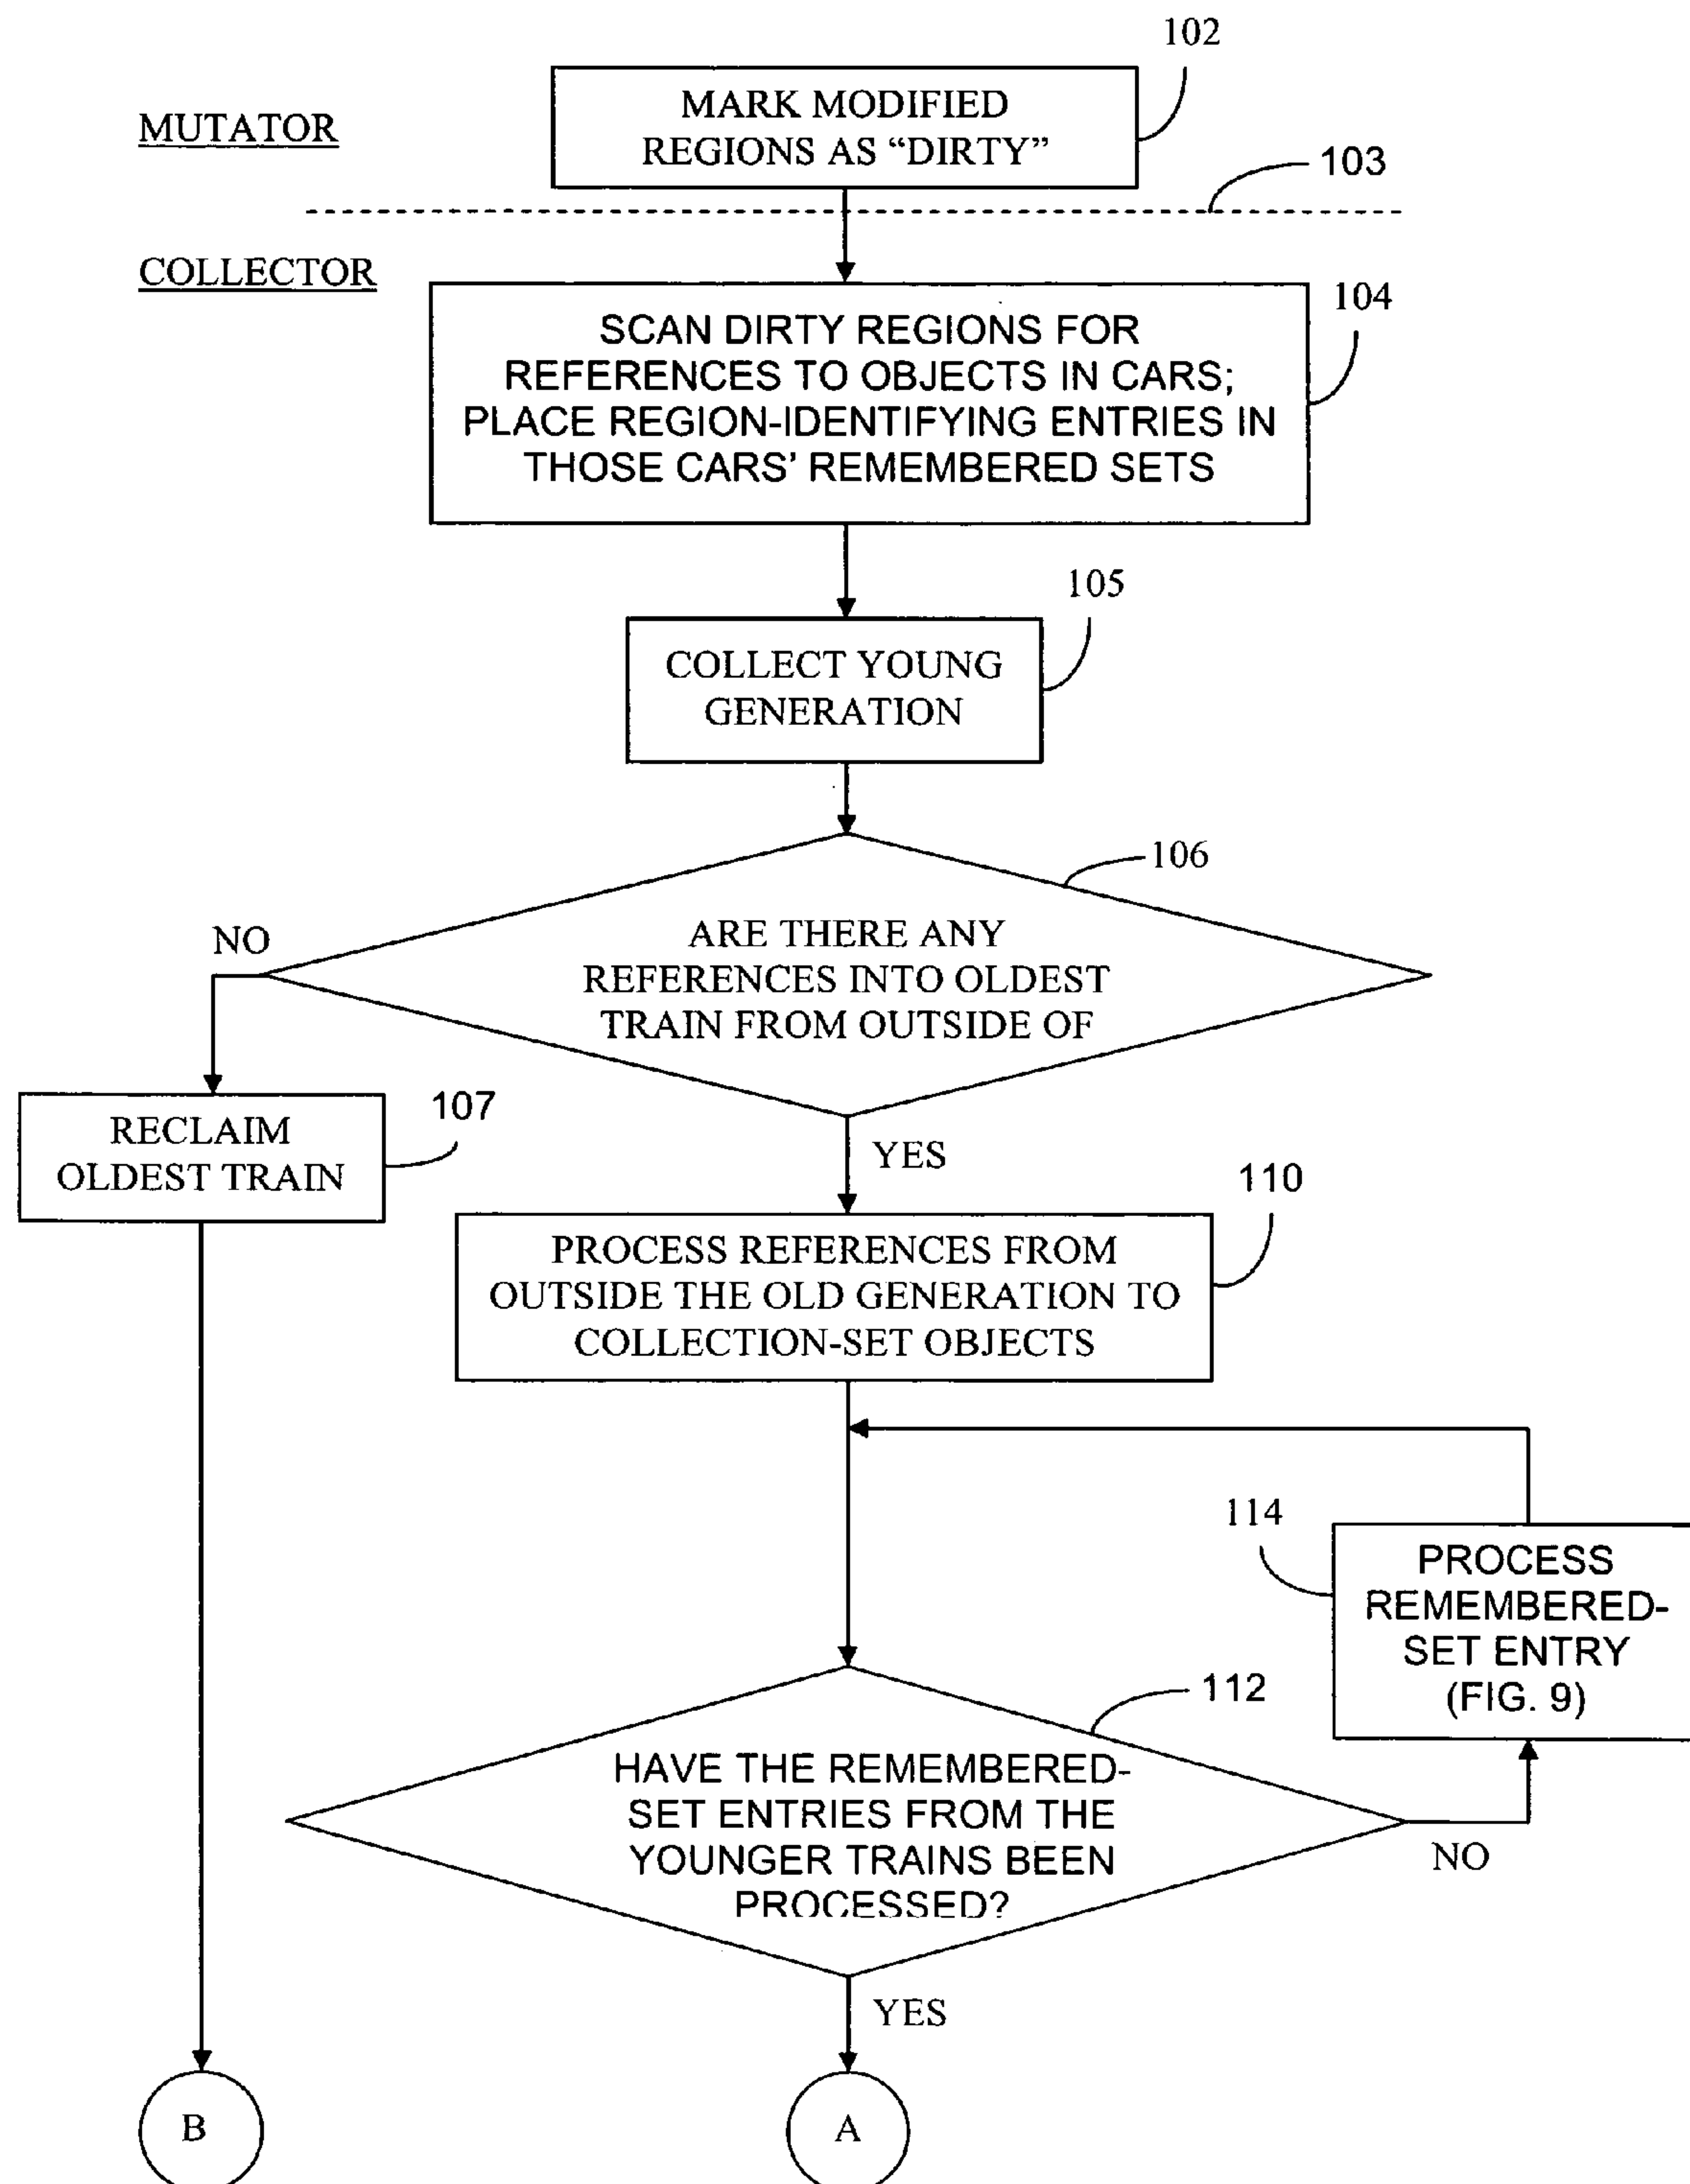 102
MARK MODIFIED
REGIONS AS “DIRTY”
MUTATOR
103
COLLECTOR
104
SCAN DIRTY REGIONS FOR
REFERENCES TO OBJECTS IN CARS;
PLACE REGION-IDENTIFYING ENTRIES IN
THOSE CARS’ REMEMBERED SETS
105
COLLECT YOUNG
GENERATION
106
NO
ARE THERE ANY
REFERENCES INTO OLDEST
TRAIN FROM OUTSIDE OF
107
RECLAIM
OLDEST TRAIN
YES
110
PROCESS REFERENCES FROM
OUTSIDE THE OLD GENERATION TO
COLLECTION-SET OBJECTS
114
PROCESS
REMEMBERED-
SET ENTRY
(FIG. 9)
112
HAVE THE REMEMBERED-
SET ENTRIES FROM THE
YOUNGER TRAINS BEEN
PROCESSED?
NO
YES
B
A